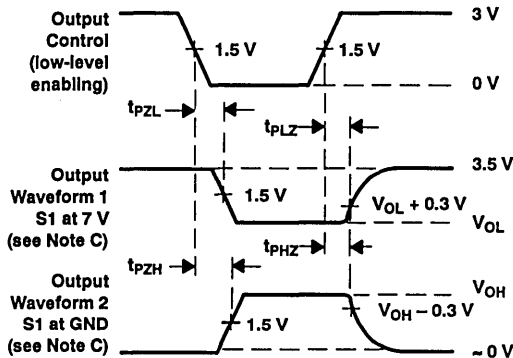 Output
Control
(low-level
enabling)
1.5 V
1.5 V
3 V
0 V
tPZL
tPLZ
Output
Waveform 1
S1 at 7 V
(see Note C)
1.5 V
3.5 V
VOL + 0.3 V
VOL
tPHZ
tPZH
Output
Waveform 2
S1 at GND
(see Note C)
1.5 V
VOH
VOH – 0.3 V
~ 0 V